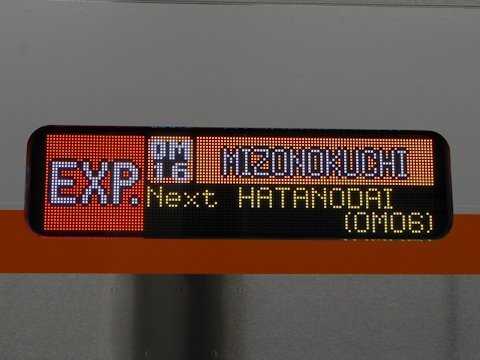 EXP.
OM
16
MIZONOKUCHI
Next HATANODAI
(OM06)